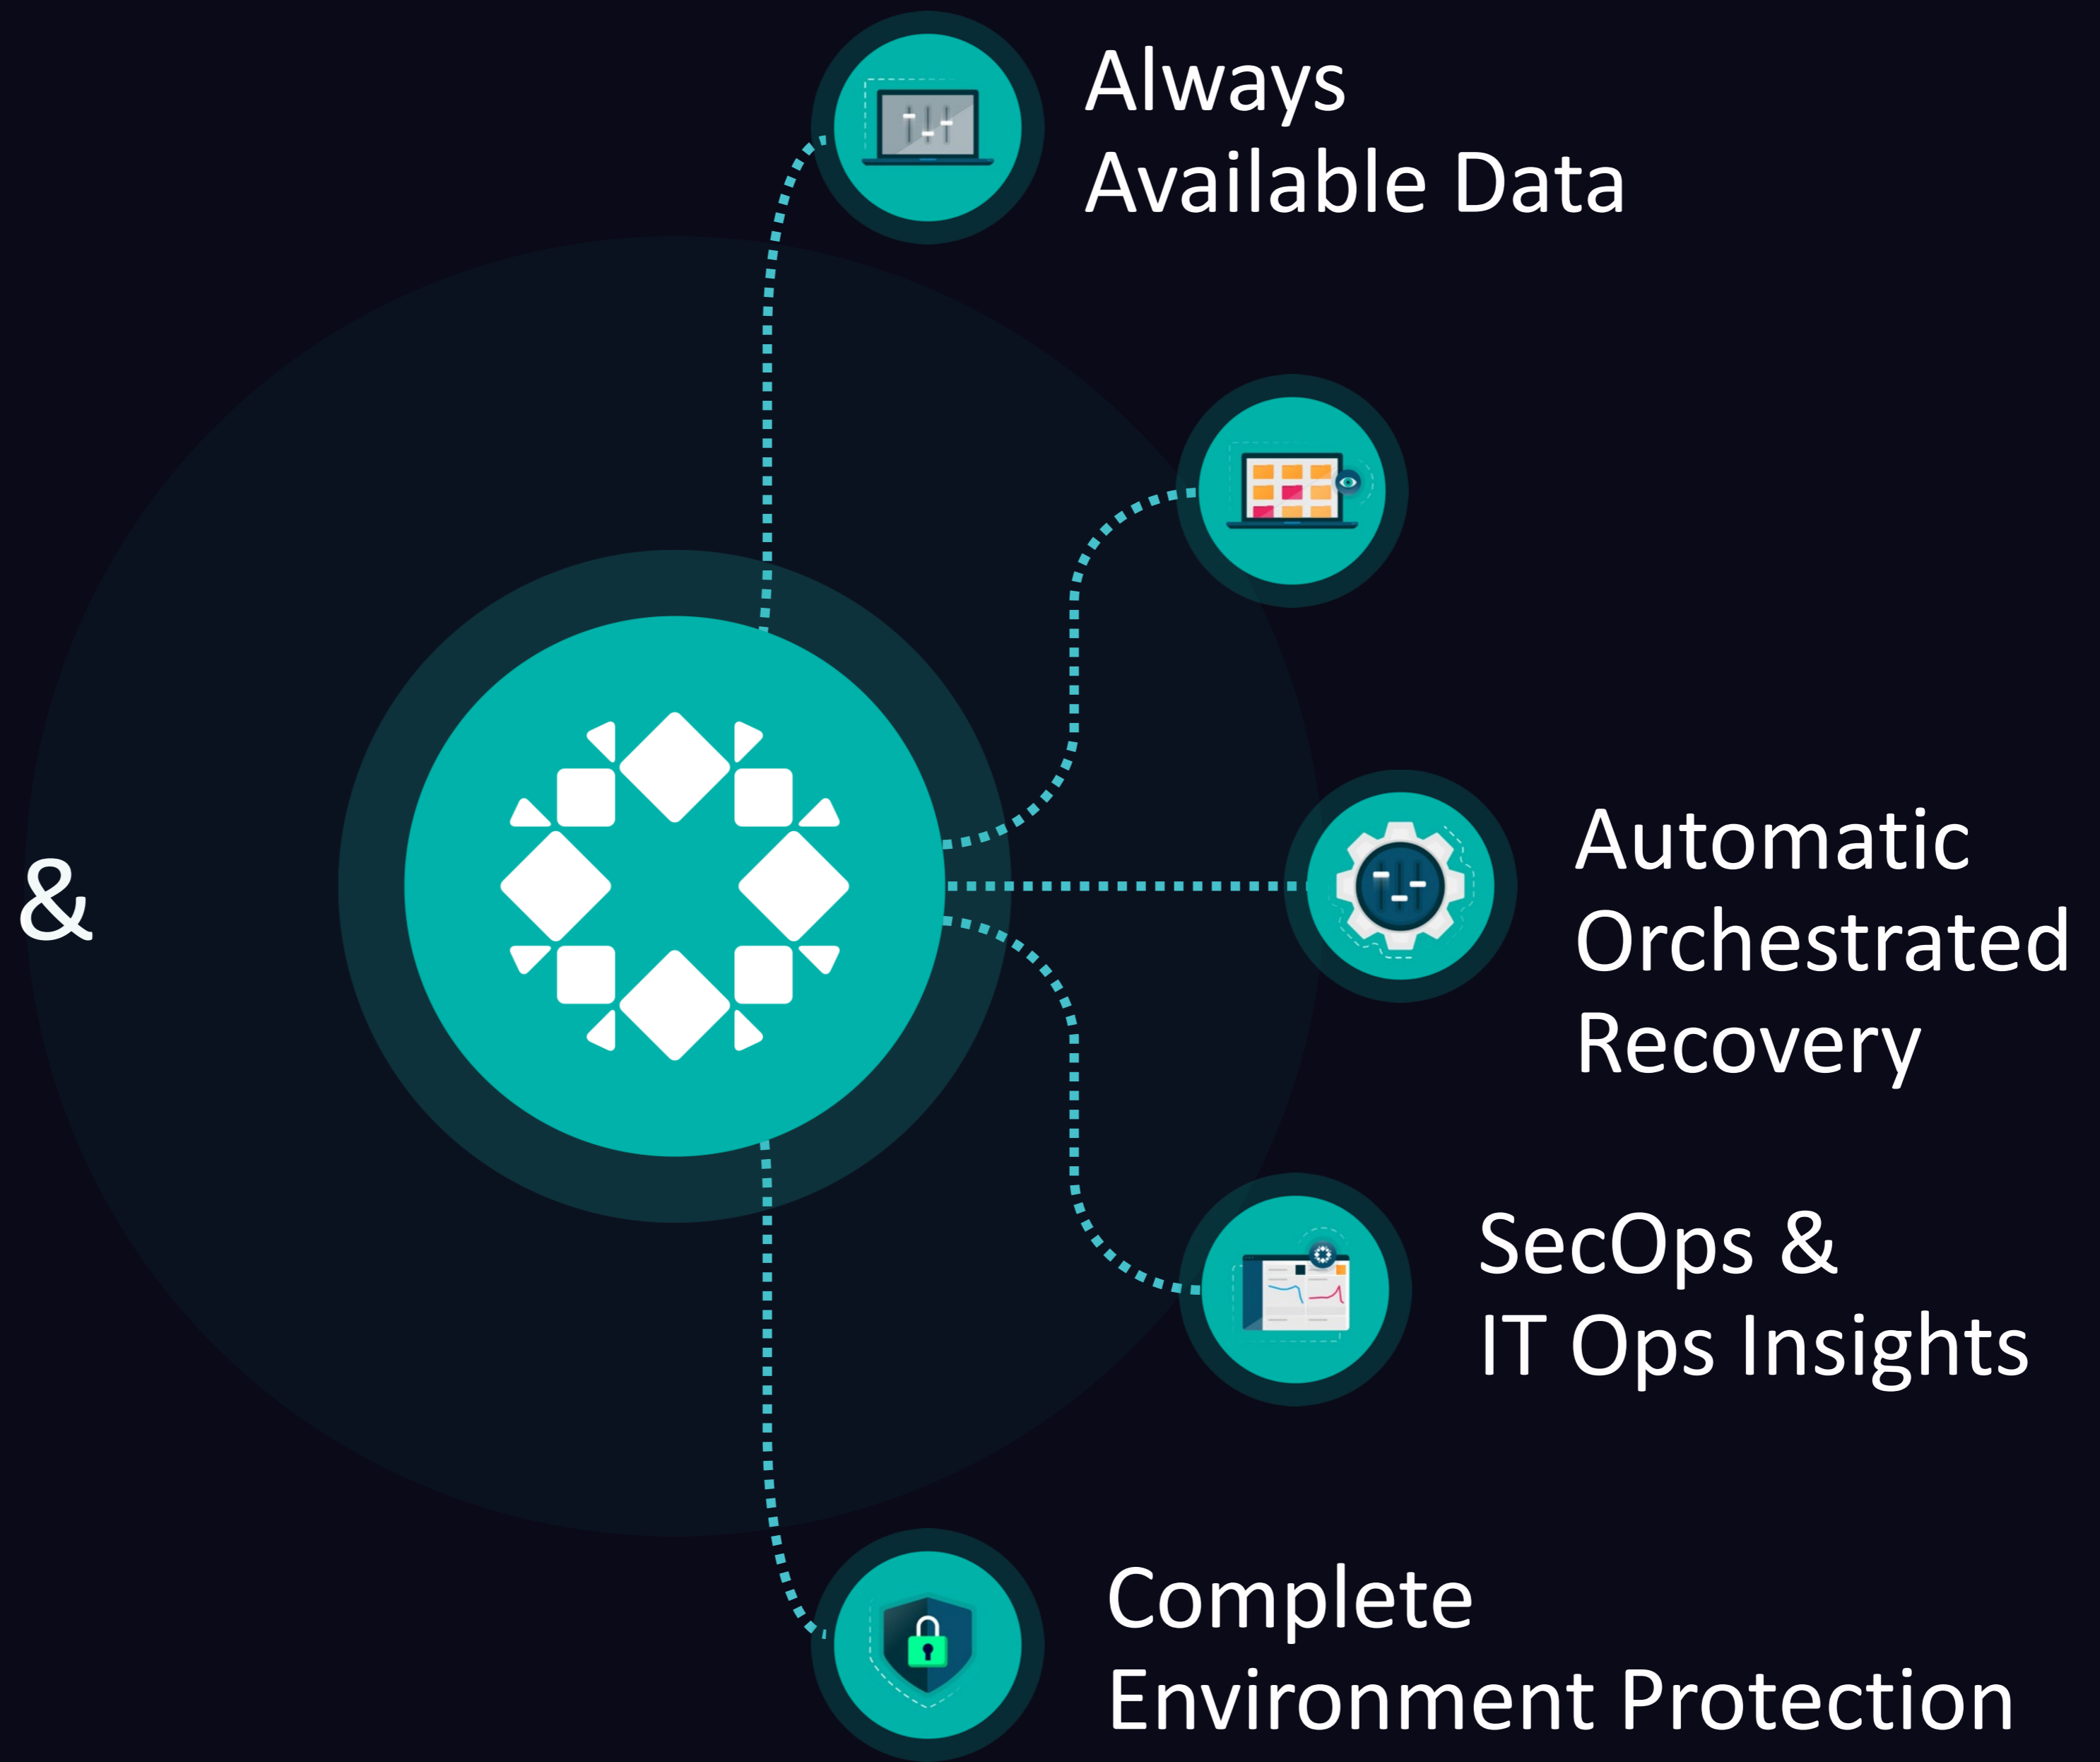 Always
Available Data
&
Automatic
Orchestrated
Recovery
SecOps &
IT Ops Insights
Complete
Environment Protection